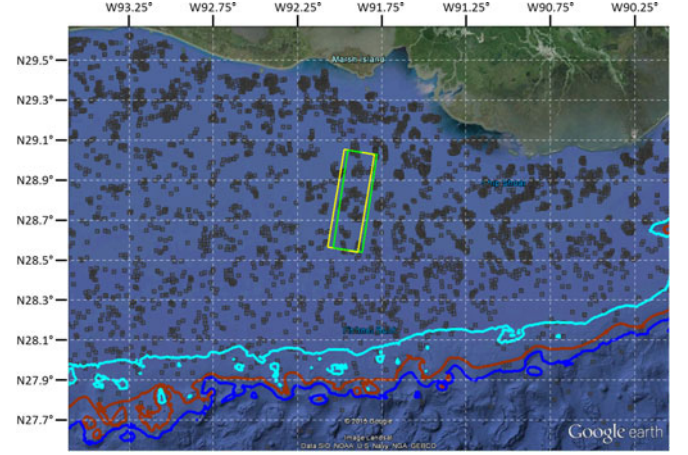 W93.25° W92.75° W92.25° W91.75° W91.25° W90.75° W90.25°
N29.5°
Marsh Island
N29.3°
N29.1°
N28.9°
N28.7°
N28.5°
N28.3°
N28.1°
N27.9°
N27.7°
© 2015 Google
Image Landsat
Data SIO, NOAA, U.S. Navy, NGA, GEBCO
Google earth